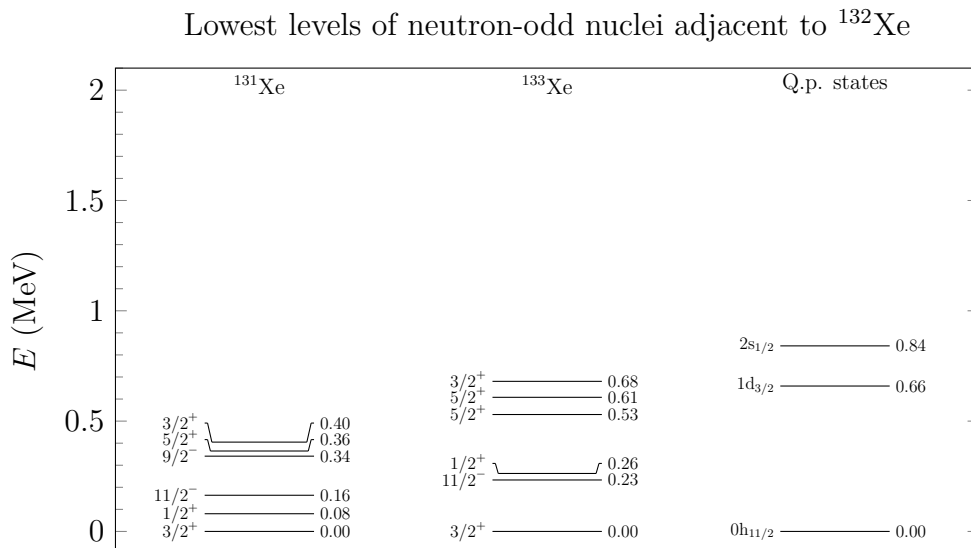 Lowest levels of neutron-odd nuclei adjacent to ¹³²Xe
¹³¹Xe
¹³³Xe
Q.p. states
E (MeV)
2
1.5
1
0.5
0
3/2⁺ 0.40
5/2⁺ 0.36
9/2⁻ 0.34
11/2⁻ 0.16
1/2⁺ 0.08
3/2⁺ 0.00
3/2⁺ 0.68
5/2⁺ 0.61
5/2⁺ 0.53
1/2⁺ 0.26
11/2⁻ 0.23
3/2⁺ 0.00
2s₁/₂ 0.84
1d₃/₂ 0.66
0h₁₁/₂ 0.00